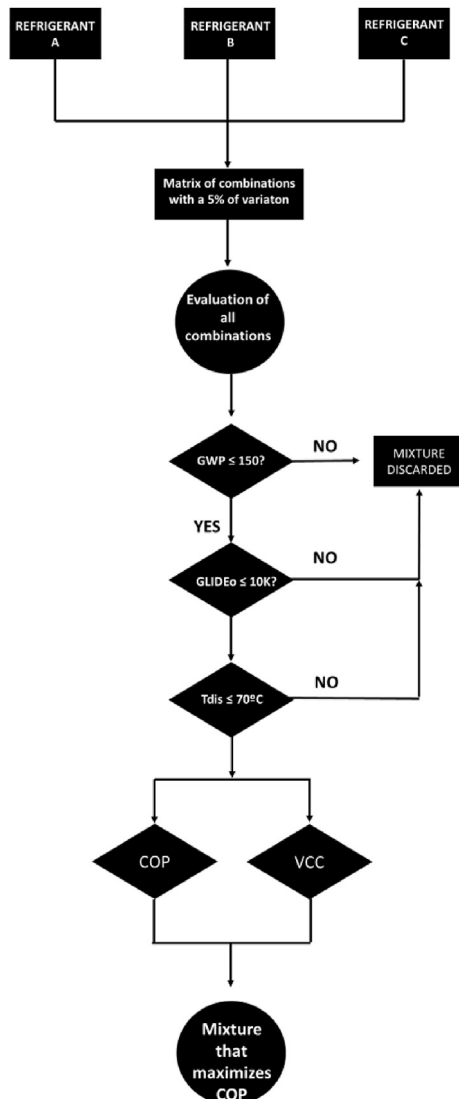 REFRIGERANT
A
REFRIGERANT
B
REFRIGERANT
C
Matrix of combinations
with a 5% of variaton
Evaluation of
all
combinations
GWP ≤ 150?
NO
MIXTURE
DISCARDED
YES
GLIDEo ≤ 10K?
NO
Tdis ≤ 70ºC
NO
COP
VCC
Mixture
that
maximizes
COP